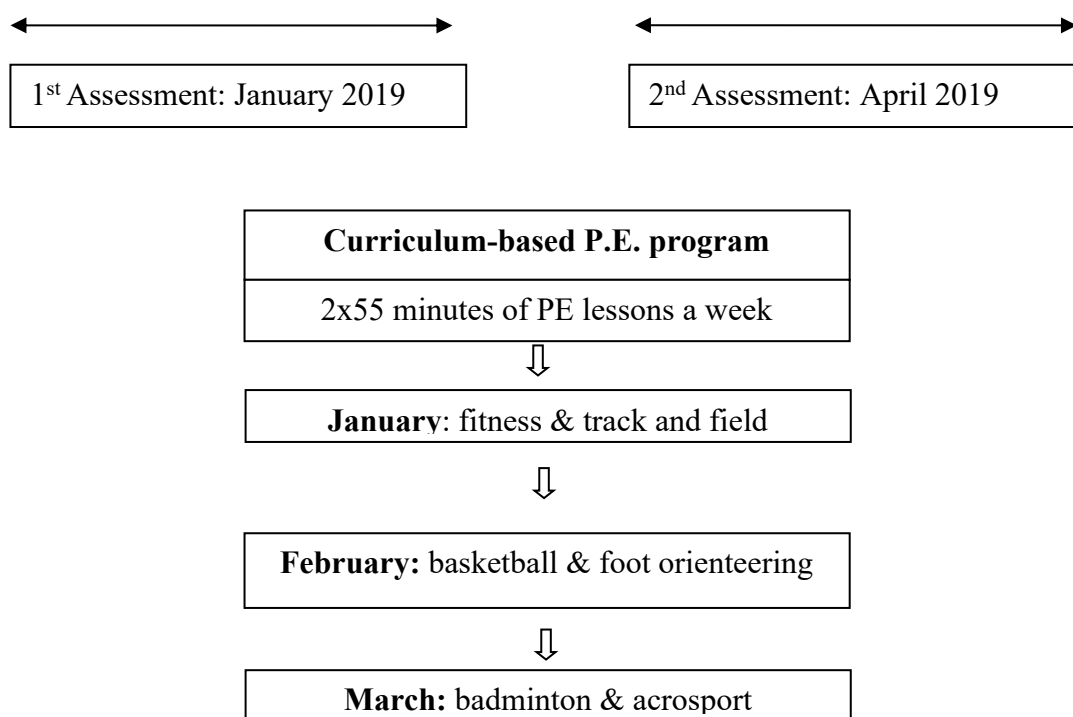 1st Assessment: January 2019
2nd Assessment: April 2019
Curriculum-based P.E. program
2x55 minutes of PE lessons a week
January: fitness & track and field
February: basketball & foot orienteering
March: badminton & acrosport